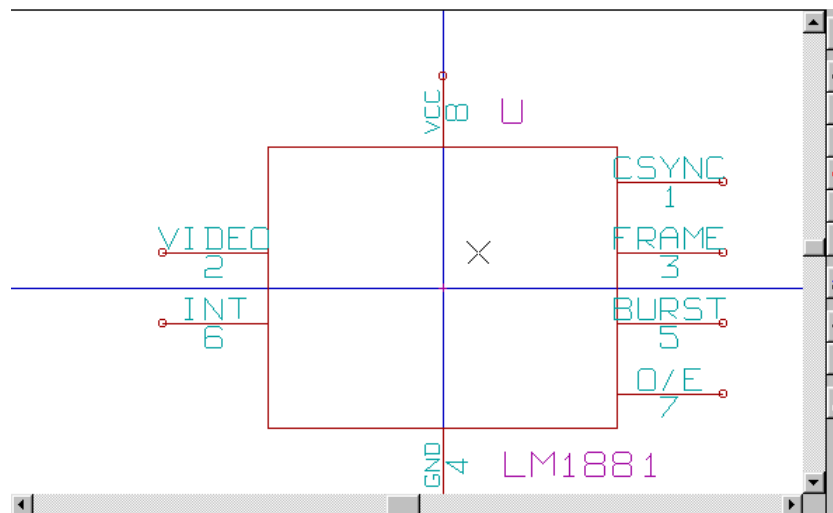 VCC
8
U
CSYNC
1
VIDEO
2
FRAME
3
INT
6
BURST
5
O/E
7
GND
4
LM1881